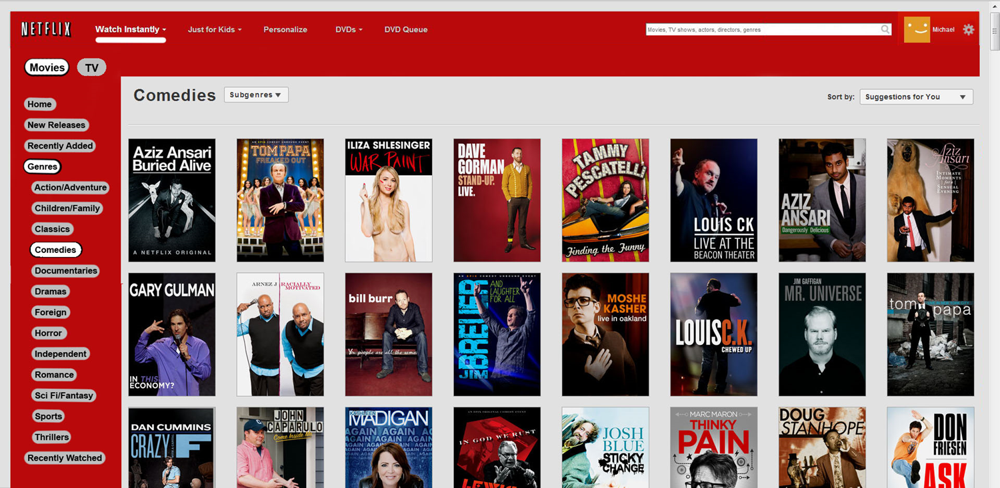 NETFLIX
Watch Instantly
Just for Kids
Personalize
DVDs
DVD Queue
Movies, TV shows, actors, directors, genres
Michael
Movies
TV
Home
New Releases
Recently Added
Genres
Action/Adventure
Children/Family
Classics
Comedies
Documentaries
Dramas
Foreign
Horror
Independent
Romance
Sci Fi/Fantasy
Sports
Thrillers
Recently Watched
Comedies
Subgenres
Sort by:
Suggestions for You
Aziz Ansari
Buried Alive
A NETFLIX ORIGINAL
AN EPIX COMEDY UNBOUND EVENT
TOM PAPA
FREAKED OUT
ILIZA SHLESINGER
WAR PAINT
DAVE
GORMAN
STAND-UP.
LIVE.
TAMMY
PESCATELLI
Finding the Funny
LOUIS CK
LIVE AT THE
BEACON THEATER
AZIZ
ANSARI
Dangerously Delicious
Aziz
Ansari
INTIMATE
MOMENTS
for a
SENSUAL
EVENING
GARY GULMAN
IN THIS
ECONOMY?
ARNEZ J
RACIALLY
MOTIVATED
bill burr
You people are all the same.
AN EPIX COMEDY UNBOUND EVENT
JIM BREUER
AND
LAUGHTER
FOR ALL
MOSHE
KASHER
live in oakland
LOUIS C.K.
CHEWED UP
JIM GAFFIGAN
MR. UNIVERSE
tom papa
LIVE IN NEW YORK CITY
DAN CUMMINS
CRAZY
F
JOHN
CAPARULO
Come Inside Me
KATHLEEN
MADIGAN
AGAIN AGAIN AGAIN
AN EPIX ORIGINAL COMEDY EVENT
IN GOD WE RUST
LEWIS
JOSH
BLUE
STICKY
CHANGE
MARC MARON
THINKY
PAIN
DOUG
STANHOPE
DON
FRIESEN
ASK